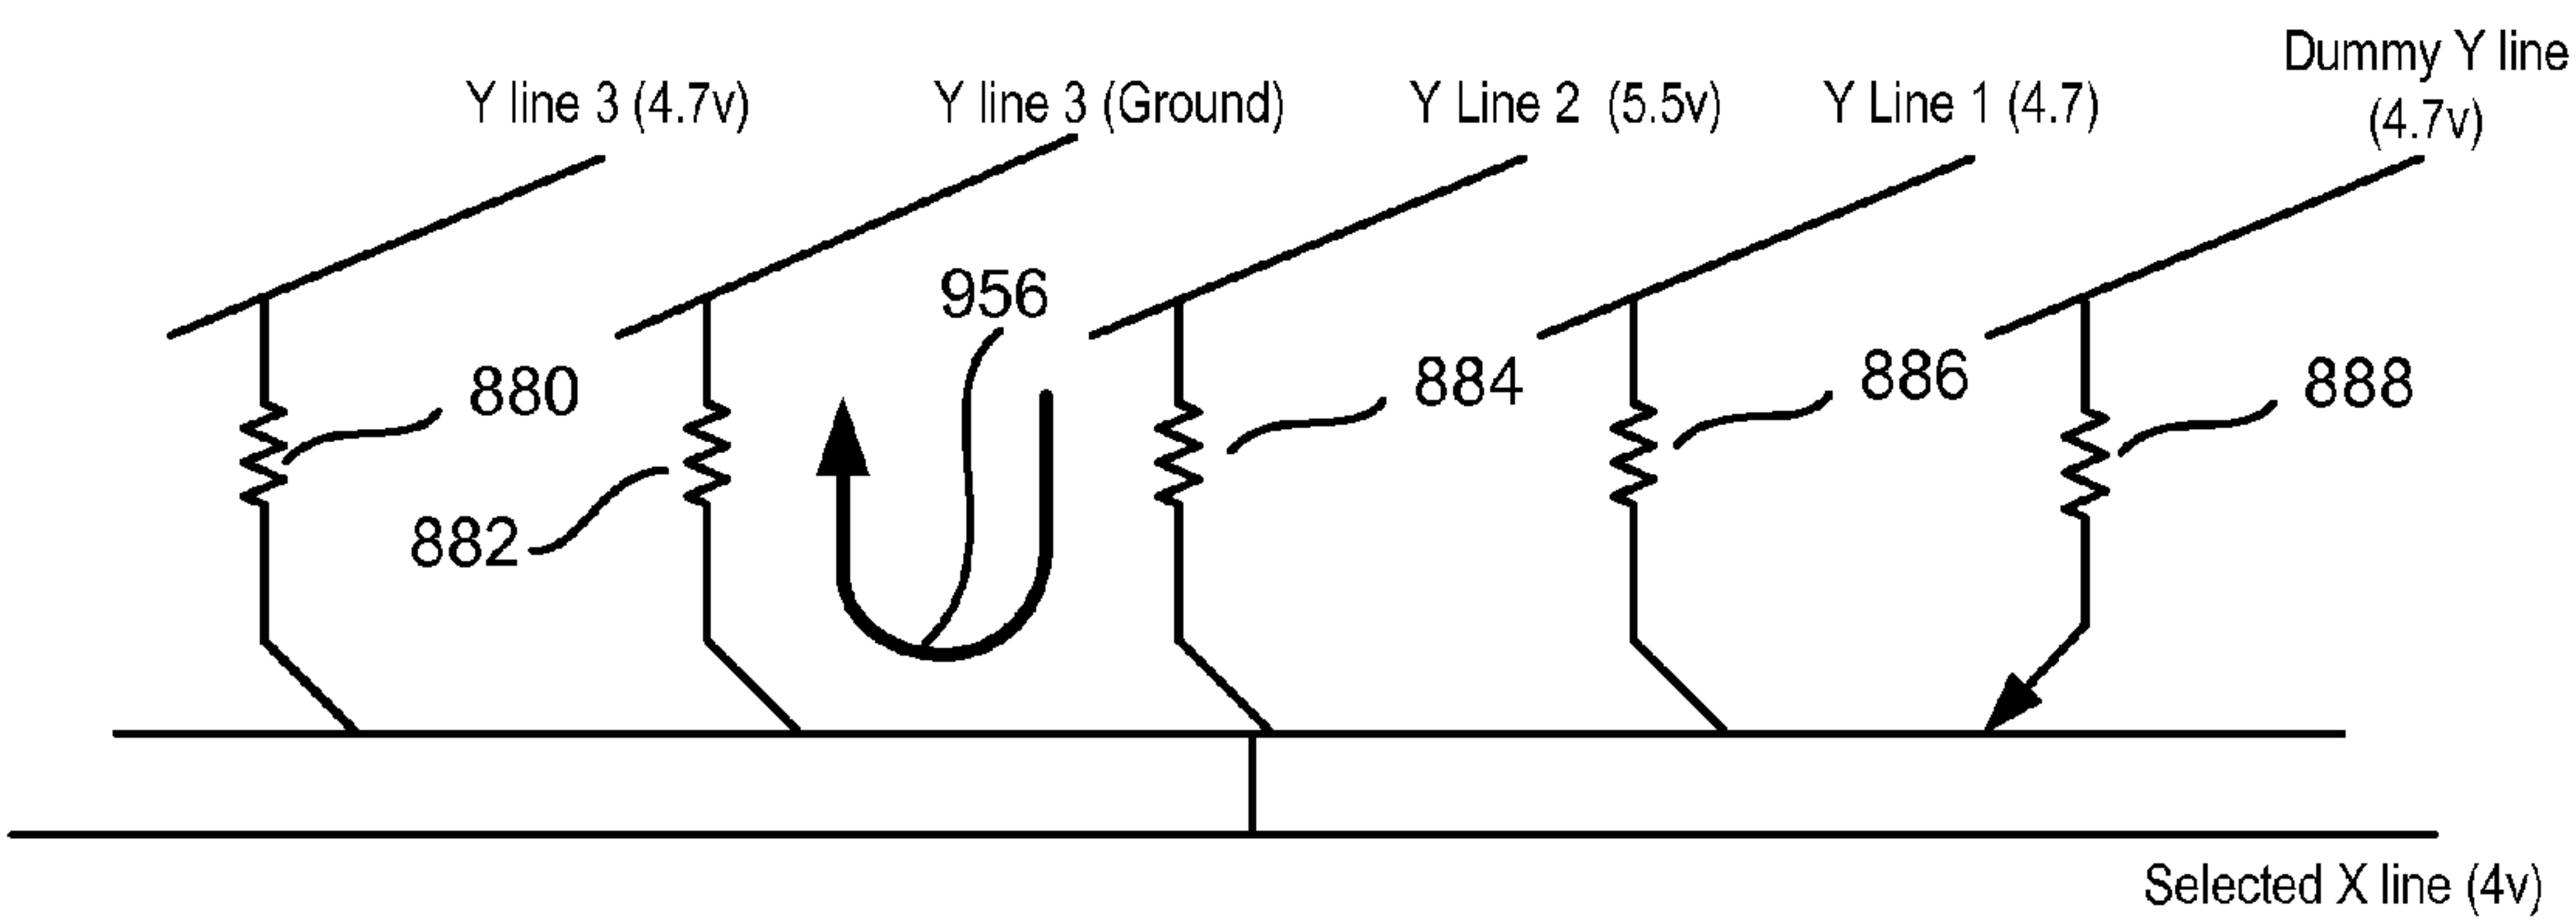 Dummy Y line
(4.7v)
Y line 3 (4.7v)
Y line 3 (Ground)
Y Line 2 (5.5v)
Y Line 1 (4.7)
956
880
884
886
888
882
Selected X line (4v)